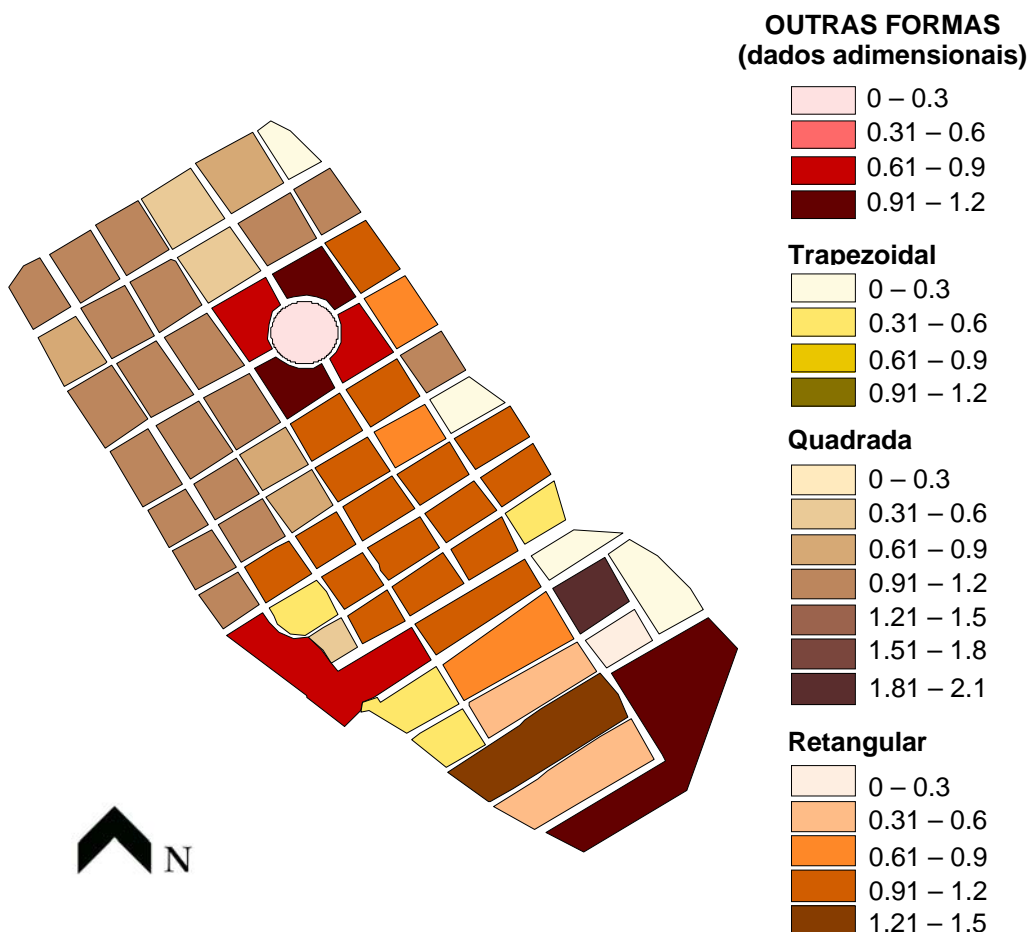 OUTRAS FORMAS
(dados adimensionais)
0 – 0.3
0.31 – 0.6
0.61 – 0.9
0.91 – 1.2
Trapezoidal
0 – 0.3
0.31 – 0.6
0.61 – 0.9
0.91 – 1.2
Quadrada
0 – 0.3
0.31 – 0.6
0.61 – 0.9
0.91 – 1.2
1.21 – 1.5
1.51 – 1.8
1.81 – 2.1
Retangular
0 – 0.3
0.31 – 0.6
0.61 – 0.9
0.91 – 1.2
1.21 – 1.5
N